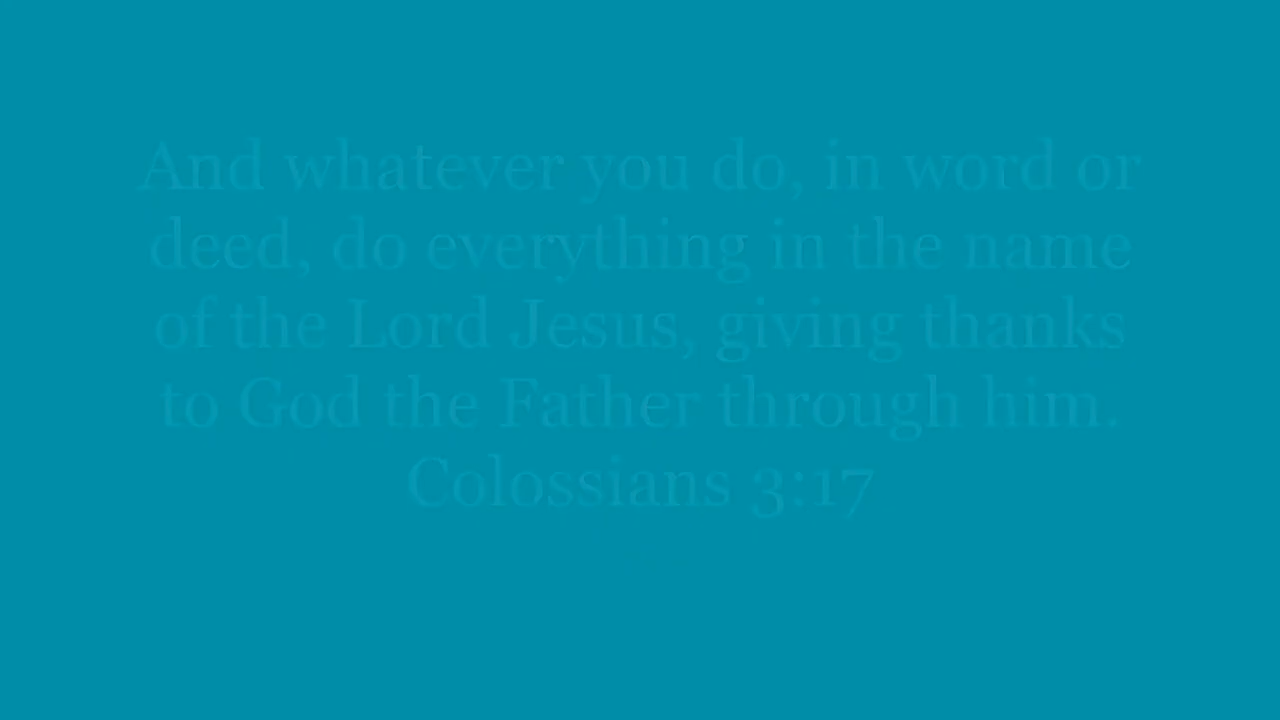 And whatever you do, in word or
deed, do everything in the name
of the Lord Jesus, giving thanks
to God the Father through him.
Colossians 3:17